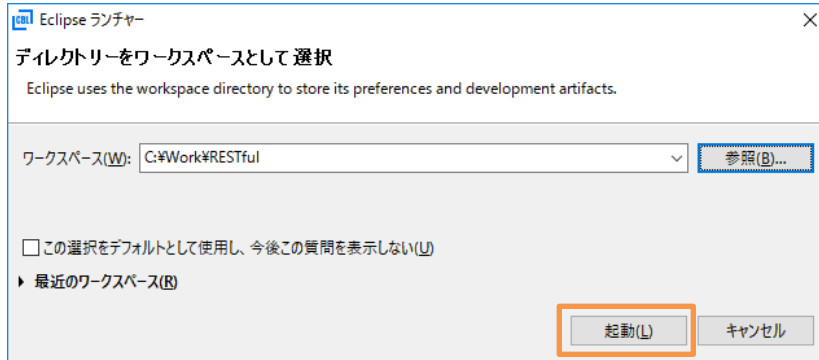 CBL Eclipse ランチャー
ディレクトリーをワークスペースとして選択
Eclipse uses the workspace directory to store its preferences and development artifacts.
ワークスペース(W): C:¥Work¥RESTful 参照(B)...
この選択をデフォルトとして使用し、今後この質問を表示しない(U)
最近のワークスペース(R)
起動(L) キャンセル